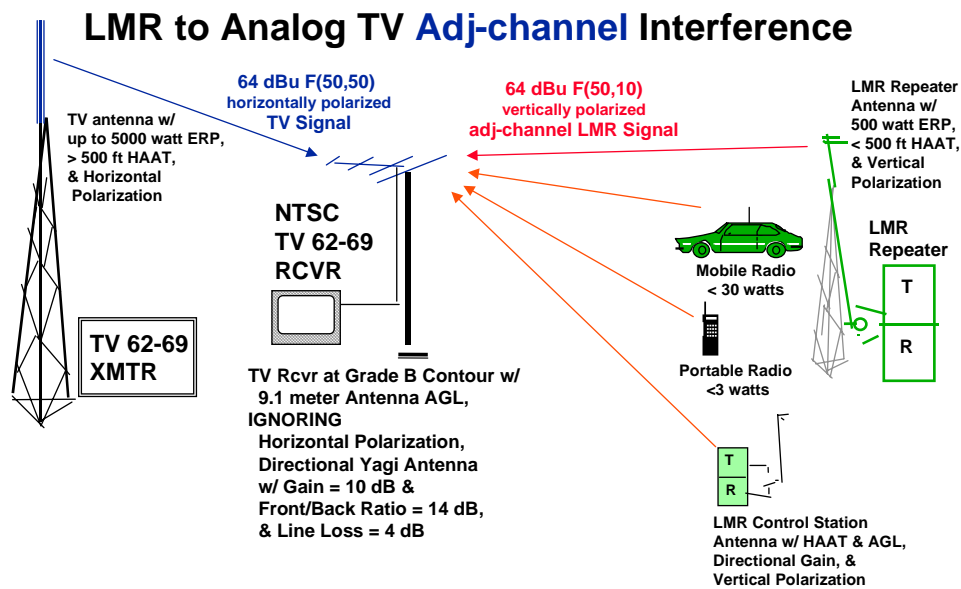 LMR to Analog TV Adj-channel Interference
64 dBu F(50,50)
horizontally polarized
TV Signal
64 dBu F(50,10)
vertically polarized
adj-channel LMR Signal
TV antenna w/
up to 5000 watt ERP,
> 500 ft HAAT,
& Horizontal
Polarization
LMR Repeater
Antenna w/
500 watt ERP,
< 500 ft HAAT,
& Vertical
Polarization
NTSC
TV 62-69
RCVR
LMR
Repeater
T
R
Mobile Radio
< 30 watts
TV 62-69
XMTR
Portable Radio
<3 watts
TV Rcvr at Grade B Contour w/
9.1 meter Antenna AGL,
IGNORING
Horizontal Polarization,
Directional Yagi Antenna
w/ Gain = 10 dB &
Front/Back Ratio = 14 dB,
& Line Loss = 4 dB
T
R
LMR Control Station
Antenna w/ HAAT & AGL,
Directional Gain, &
Vertical Polarization